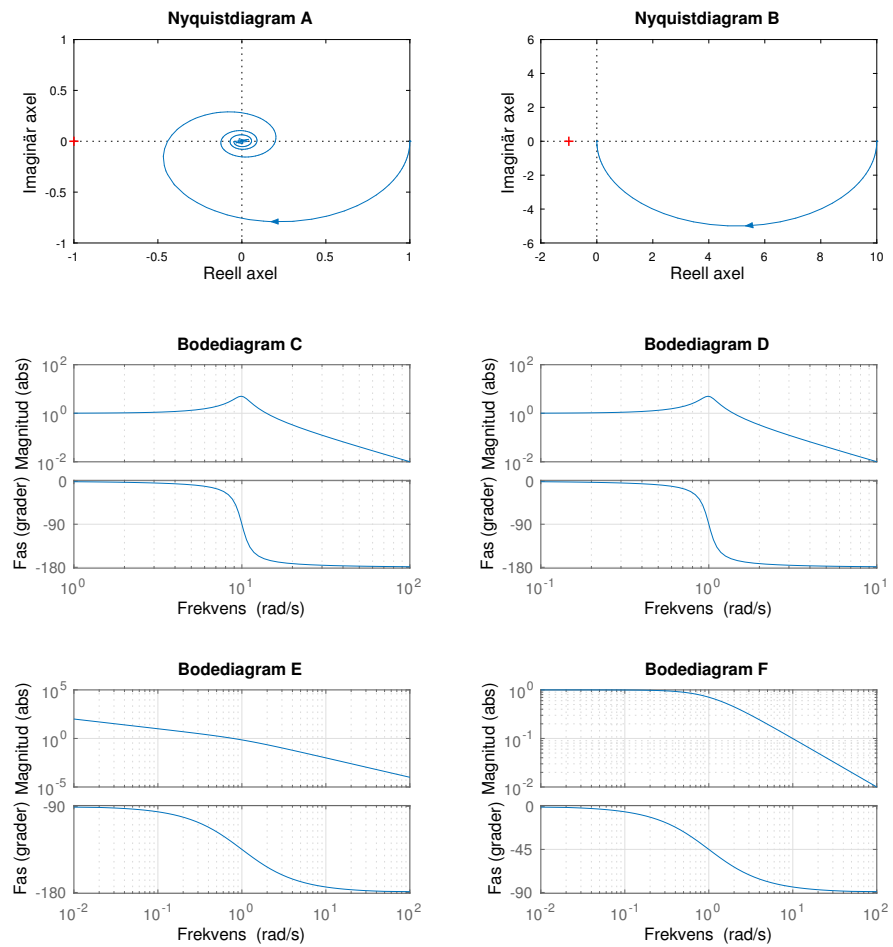 Nyquistdiagram A
1
0.5
0
-0.5
-1
-1
-0.5
0
0.5
1
Imaginär axel
Reell axel
Nyquistdiagram B
6
4
2
0
-2
-4
-6
-2
0
2
4
6
8
10
Imaginär axel
Reell axel
Bodediagram C
10^2
10^0
10^-2
Magnitud (abs)
0
-90
-180
Fas (grader)
10^0
10^1
10^2
Frekvens (rad/s)
Bodediagram D
10^2
10^0
10^-2
Magnitud (abs)
0
-90
-180
Fas (grader)
10^-1
10^0
10^1
Frekvens (rad/s)
Bodediagram E
10^5
10^0
10^-5
Magnitud (abs)
-90
-180
Fas (grader)
10^-2
10^-1
10^0
10^1
10^2
Frekvens (rad/s)
Bodediagram F
10^0
10^-1
10^-2
Magnitud (abs)
0
-45
-90
Fas (grader)
10^-2
10^-1
10^0
10^1
10^2
Frekvens (rad/s)